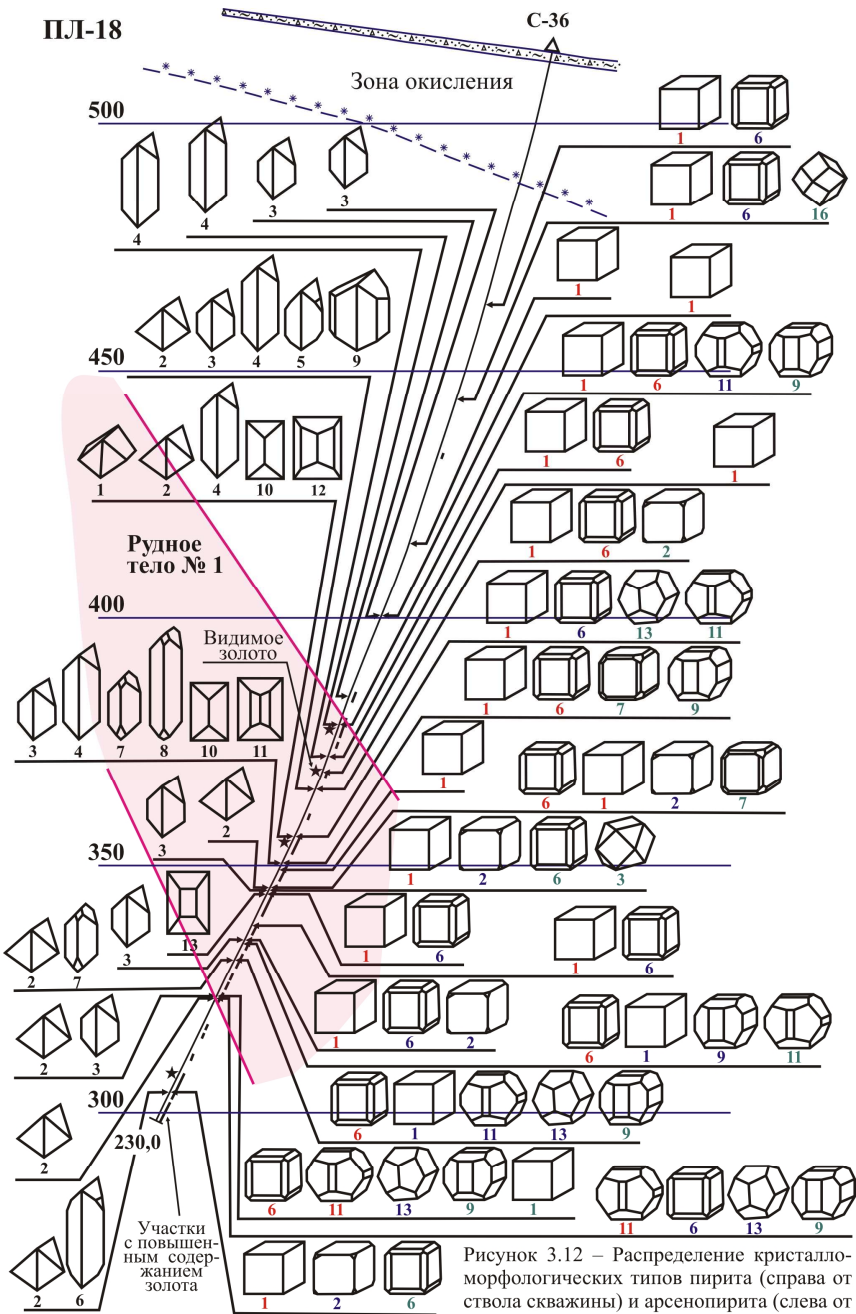 ПЛ-18
С-36
Зона окисления
500
1 6
3 3
4 4
1 6 16
1 1
2 3 4 5 9
450
1 6 11 9
1 6 1
1 2 4 10 12
1 6 2
Рудное
тело № 1
400
1 6 13 11
Видимое
золото
1 6 7 9
3 4 7 8 10 11
1
6 1 2 7
3 2
350
1 2 6 3
2 7 3 13
1 6
1 6
2 3
1 6 2
6 1 9 11
300
2
6 1 11 13 9
230,0
6 11 13 9 1
11 6 13 9
Участки
с повышен-
ным содер-
жанием
золота
2 6
1 2 6
Рисунок 3.12 – Распределение кристалло-
морфологических типов пирита (справа от
ствола скважины) и арсенопирита (слева от